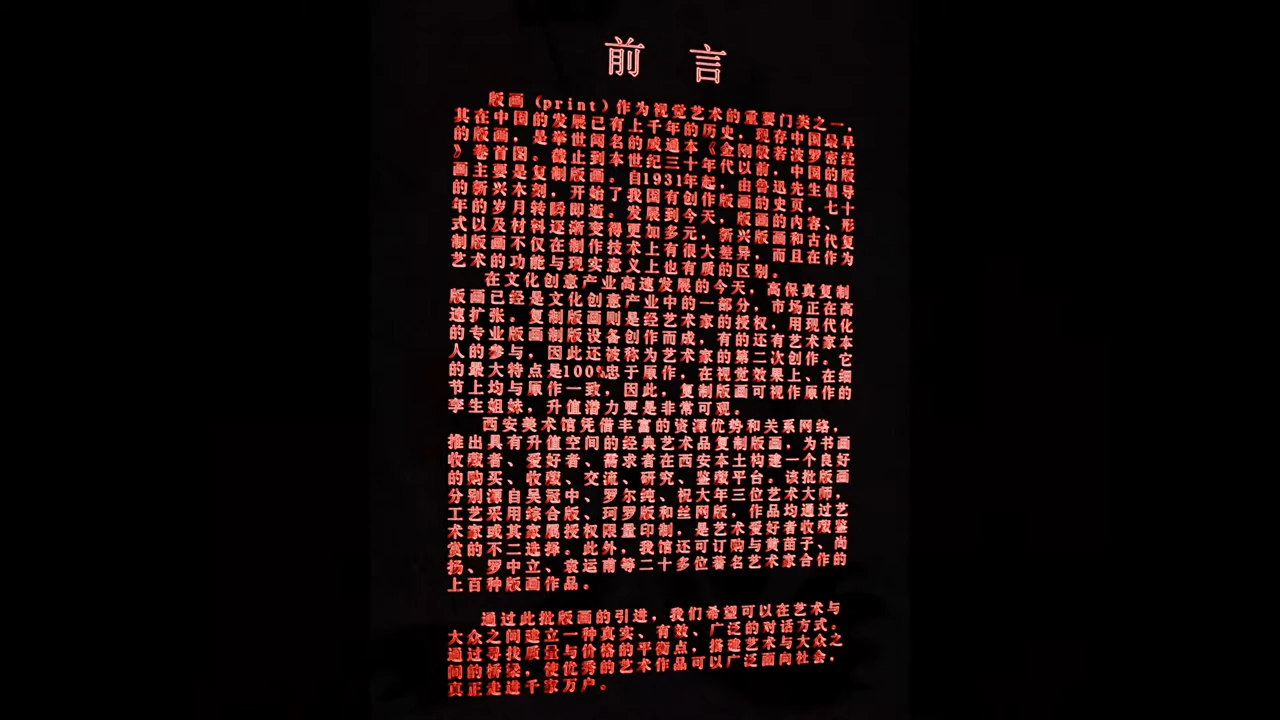 前 言
版画（print）作为视觉艺术的重要门类之一，
其在中国的发展已有上千年的历史，现存中国最早
的版画，是举世闻名的咸通本《金刚般若波罗密经
》卷首图。截止到本世纪三十年代以前，中国的版
画主要是复制版画。自1931年起，由鲁迅先生倡导
的新兴木刻，开始了我国有创作版画的史页，七十
年的岁月转瞬即逝。发展到今天，版画的内容、形
式以及材料逐渐变得更加多元，新兴版画和古代复
制版画不仅在制作技术上有很大差异，而且在作为
艺术的功能与现实意义上也有质的区别。
在文化创意产业高速发展的今天，高保真复制
版画已经是文化创意产业中的一部分，市场正在高
速扩张。复制版画则是经艺术家的授权，用现代化
的专业版画制版设备创作而成，有的还有艺术家本
人的参与，因此还被称为艺术家的第二次创作。它
的最大特点是100%忠于原作，在视觉效果上、在细
节上均与原作一致，因此，复制版画可视作原作的
孪生姐妹，升值潜力更是非常可观。
西安美术馆凭借丰富的资源优势和关系网络，
推出具有升值空间的经典艺术品复制版画，为书画
收藏者、爱好者、需求者在西安本土构建一个良好
的购买、收藏、交流、研究、鉴藏平台。该批版画
分别源自吴冠中、罗尔纯、祝大年三位艺术大师，
工艺采用综合版、珂罗版和丝网版，作品均通过艺
术家或其家属授权限量印制，是艺术爱好者收藏鉴
赏的不二选择。此外，我馆还可订购与黄苗子、尚
扬、罗中立、袁运甫等二十多位著名艺术家合作的
上百种版画作品。
通过此批版画的引进，我们希望可以在艺术与
大众之间建立一种真实、有效、广泛的对话方式。
通过寻找质量与价格的平衡点，搭建艺术与大众之
间的桥梁，使优秀的艺术作品可以广泛面向社会，
真正走进千家万户。